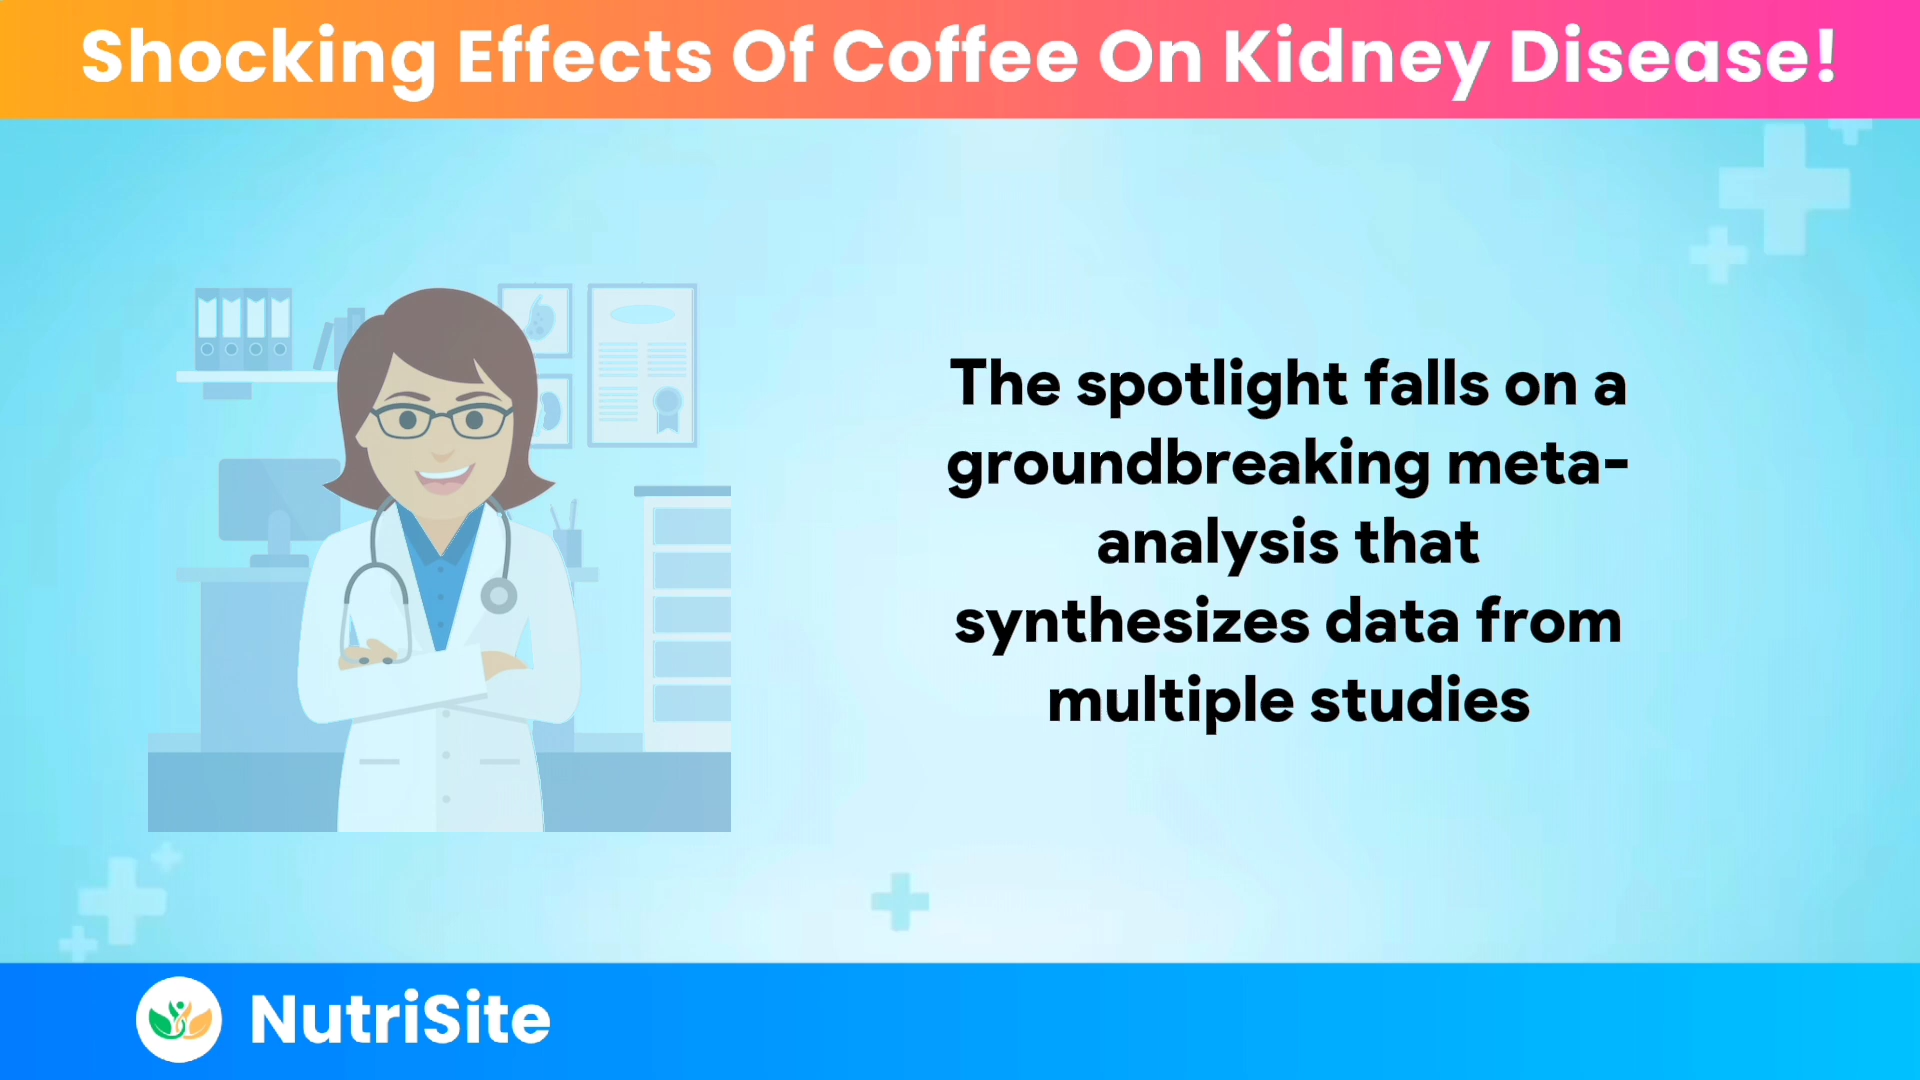 Shocking Effects Of Coffee On Kidney Disease!
The spotlight falls on a
groundbreaking meta-
analysis that
synthesizes data from
multiple studies
NutriSite